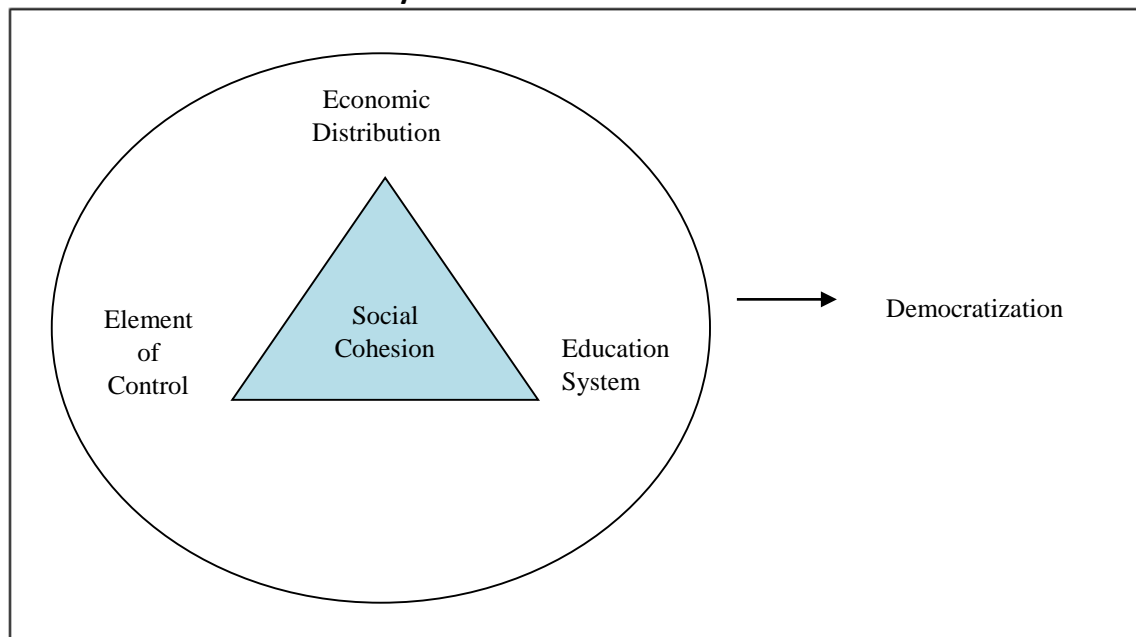 Economic
Distribution
Element
of
Control
Social
Cohesion
Education
System
Democratization